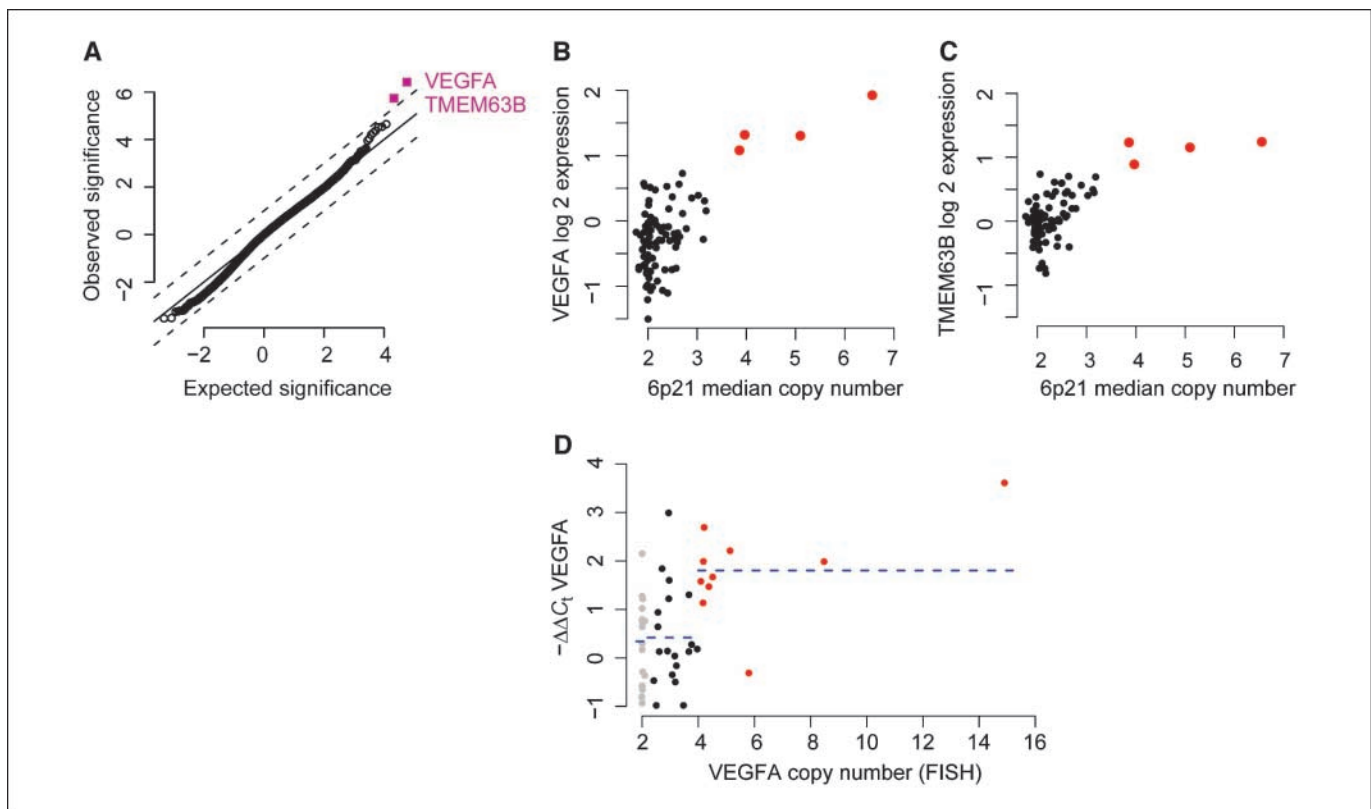 A
Observed significance
6
4
2
0
−2
−2 0 2 4
Expected significance
VEGFA
TMEM63B
B
VEGFA log 2 expression
2
1
0
−1
2 3 4 5 6 7
6p21 median copy number
C
TMEM63B log 2 expression
2
1
0
−1
2 3 4 5 6 7
6p21 median copy number
D
−ΔΔCt VEGFA
4
3
2
1
0
−1
2 4 6 8 10 12 14 16
VEGFA copy number (FISH)